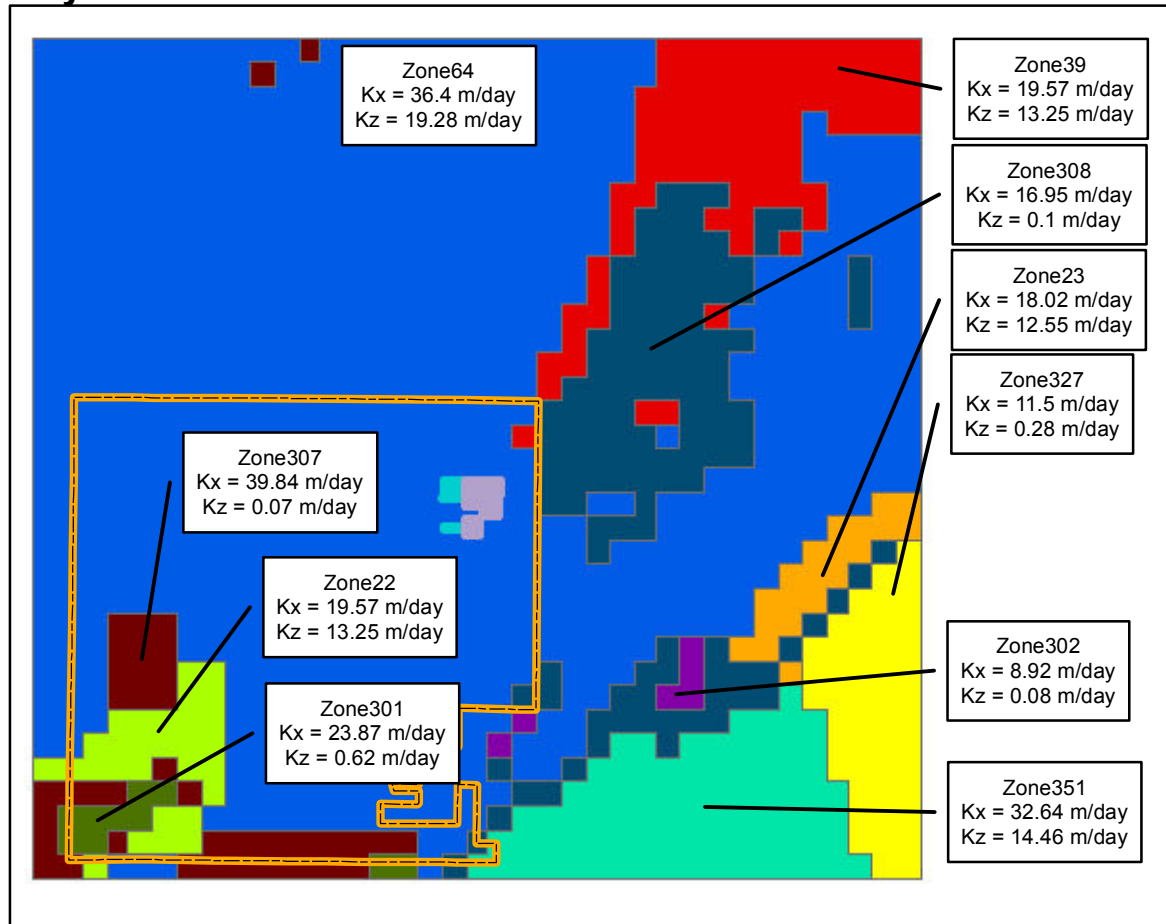 Zone64
Kx = 36.4 m/day
Kz = 19.28 m/day
Zone39
Kx = 19.57 m/day
Kz = 13.25 m/day
Zone308
Kx = 16.95 m/day
Kz = 0.1 m/day
Zone23
Kx = 18.02 m/day
Kz = 12.55 m/day
Zone327
Kx = 11.5 m/day
Kz = 0.28 m/day
Zone307
Kx = 39.84 m/day
Kz = 0.07 m/day
Zone22
Kx = 19.57 m/day
Kz = 13.25 m/day
Zone302
Kx = 8.92 m/day
Kz = 0.08 m/day
Zone301
Kx = 23.87 m/day
Kz = 0.62 m/day
Zone351
Kx = 32.64 m/day
Kz = 14.46 m/day